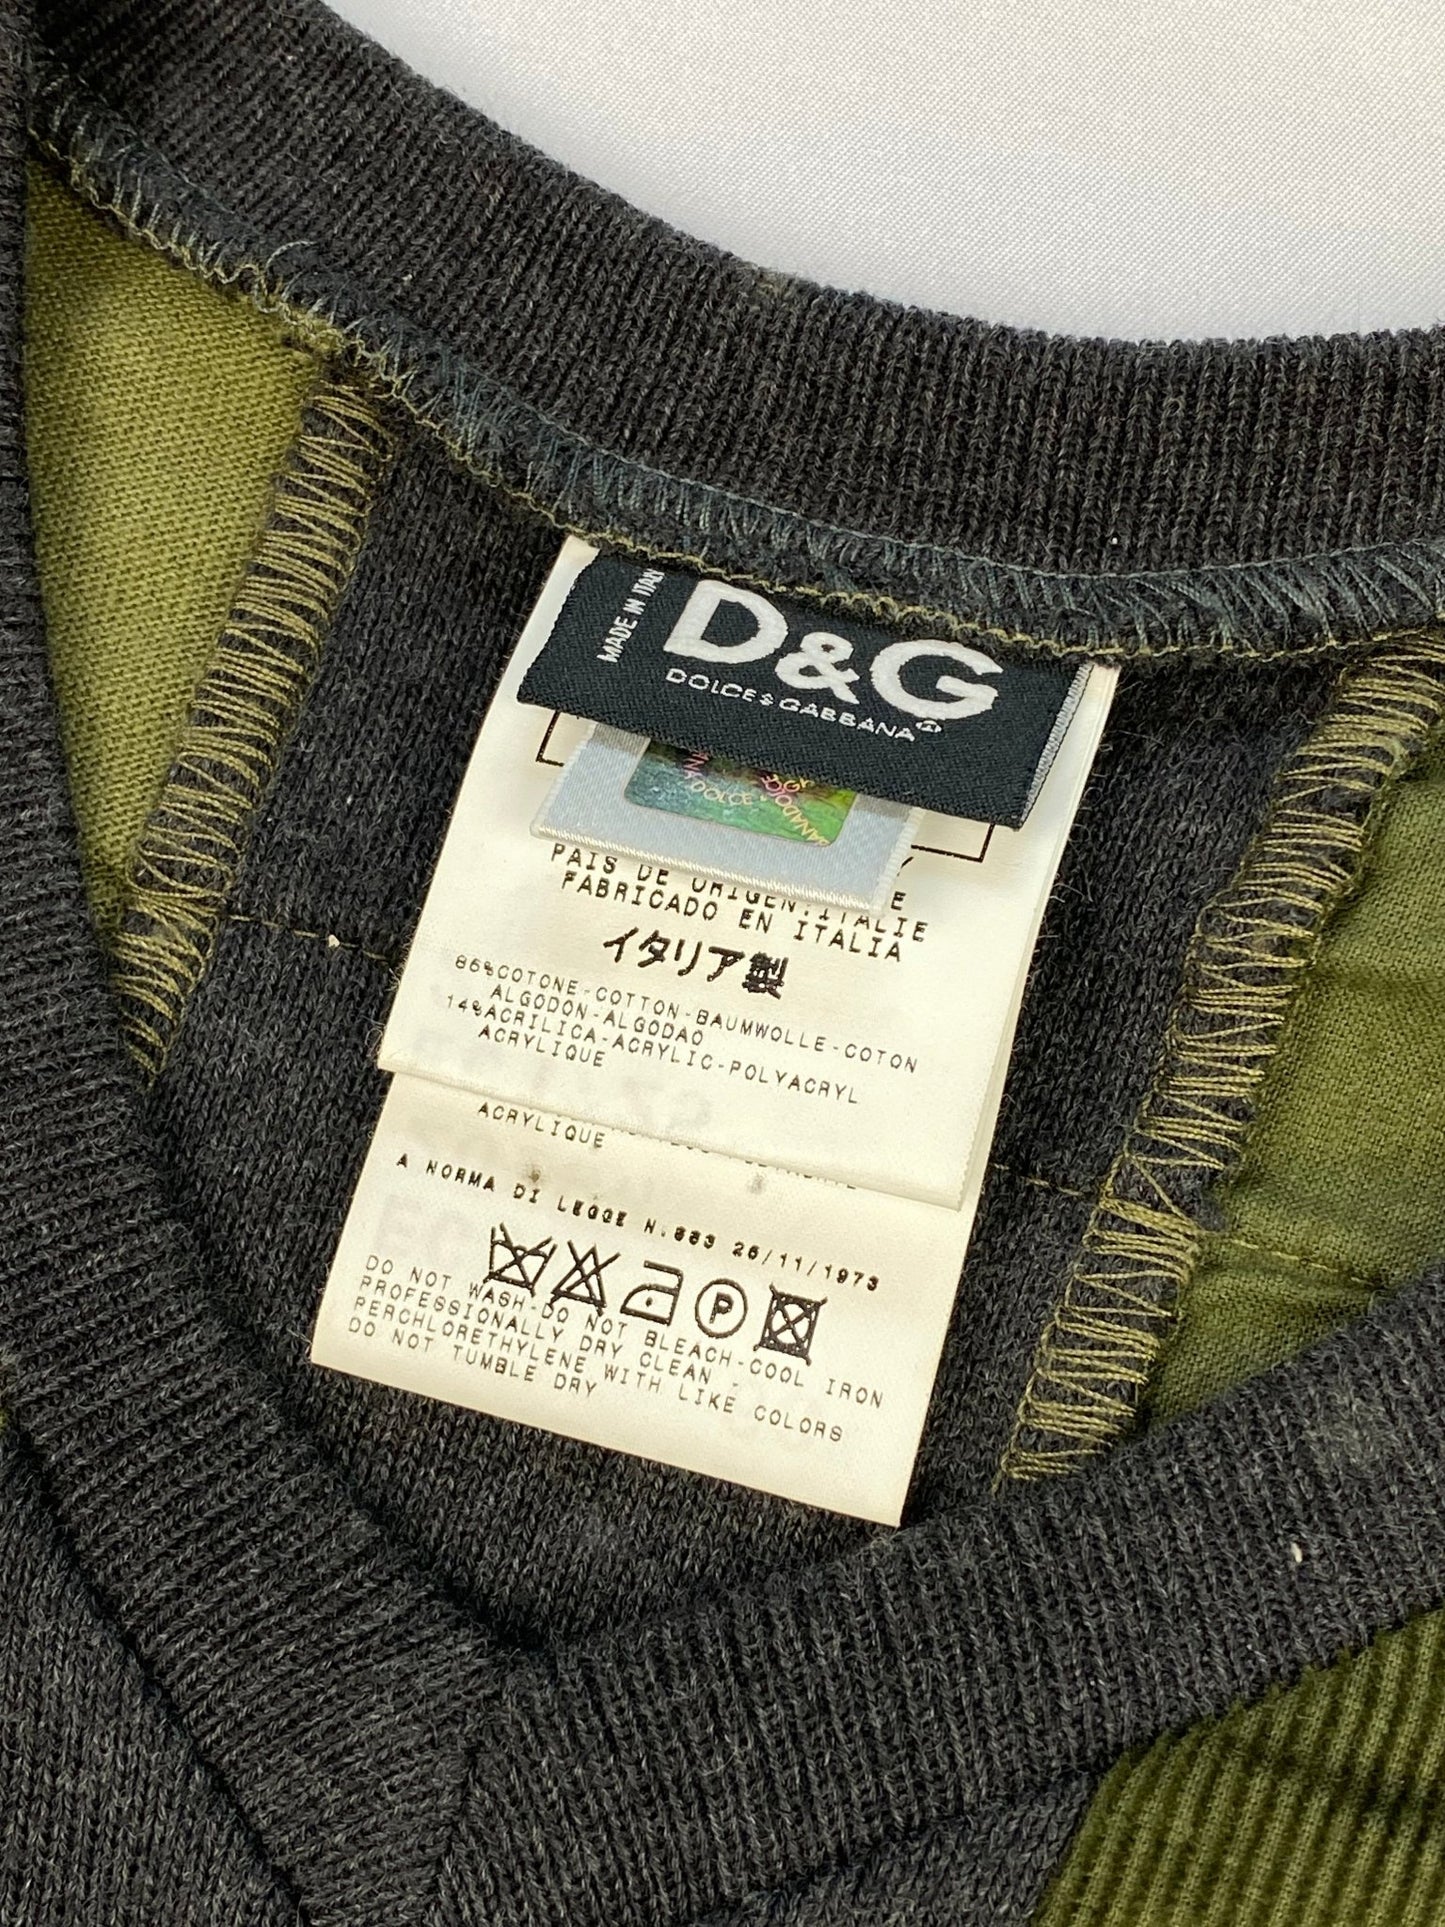 MADE IN ITALY
D&G
DOLCE & GABBANA
PAIS DE ORIGEN:ITALIE
FABRICADO EN ITALIA
イタリア製
86%COTONE-COTTON-BAUMWOLLE-COTON
ALGODON-ALGODAO
14%ACRILICA-ACRYLIC-POLYACRYL
ACRYLIQUE
ACRYLIQUE
A NORMA DI LEGGE N.883 26/11/1973
P
DO NOT WASH-DO NOT BLEACH-COOL IRON
PROFESSIONALLY DRY CLEAN -
PERCHLORETHYLENE WITH LIKE COLORS
DO NOT TUMBLE DRY